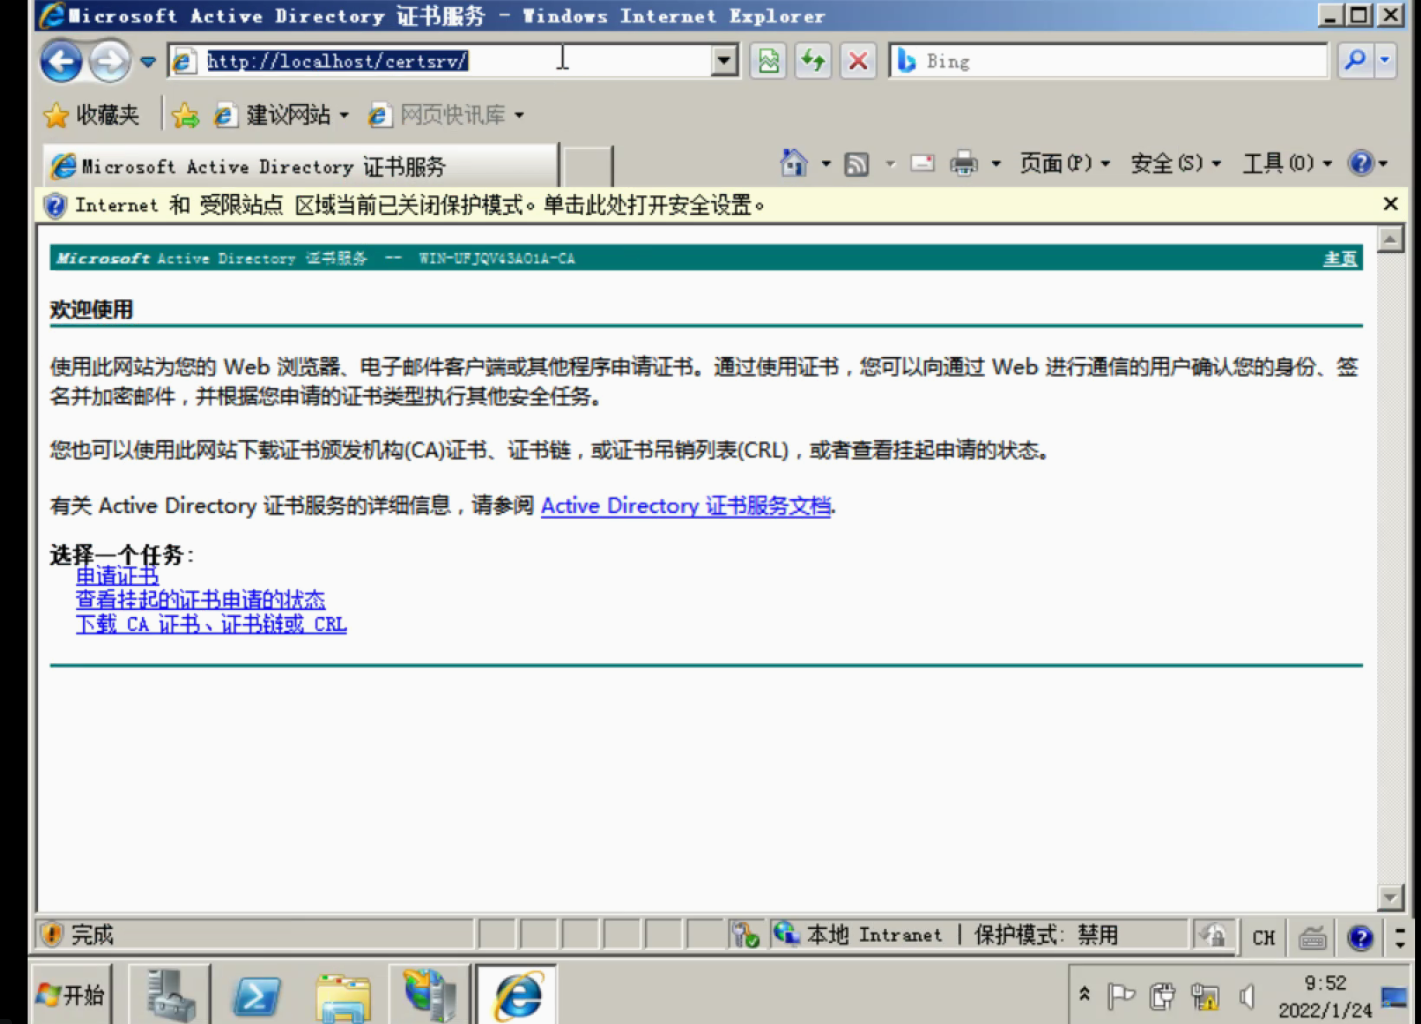 Microsoft Active Directory 证书服务 - Windows Internet Explorer
http://localhost/certsrv/
Bing
收藏夹
建议网站
网页快讯库
Microsoft Active Directory 证书服务
页面(P)
安全(S)
工具(O)
Internet 和 受限站点 区域当前已关闭保护模式。单击此处打开安全设置。
Microsoft Active Directory 证书服务 -- WIN-UFJQV43AO1A-CA
主页
欢迎使用
使用此网站为您的 Web 浏览器、电子邮件客户端或其他程序申请证书。通过使用证书，您可以向通过 Web 进行通信的用户确认您的身份、签
名并加密邮件，并根据您申请的证书类型执行其他安全任务。
您也可以使用此网站下载证书颁发机构(CA)证书、证书链，或证书吊销列表(CRL)，或者查看挂起申请的状态。
有关 Active Directory 证书服务的详细信息，请参阅 Active Directory 证书服务文档.
选择一个任务:
申请证书
查看挂起的证书申请的状态
下载 CA 证书、证书链或 CRL
完成
本地 Intranet | 保护模式: 禁用
CH
开始
9:52
2022/1/24